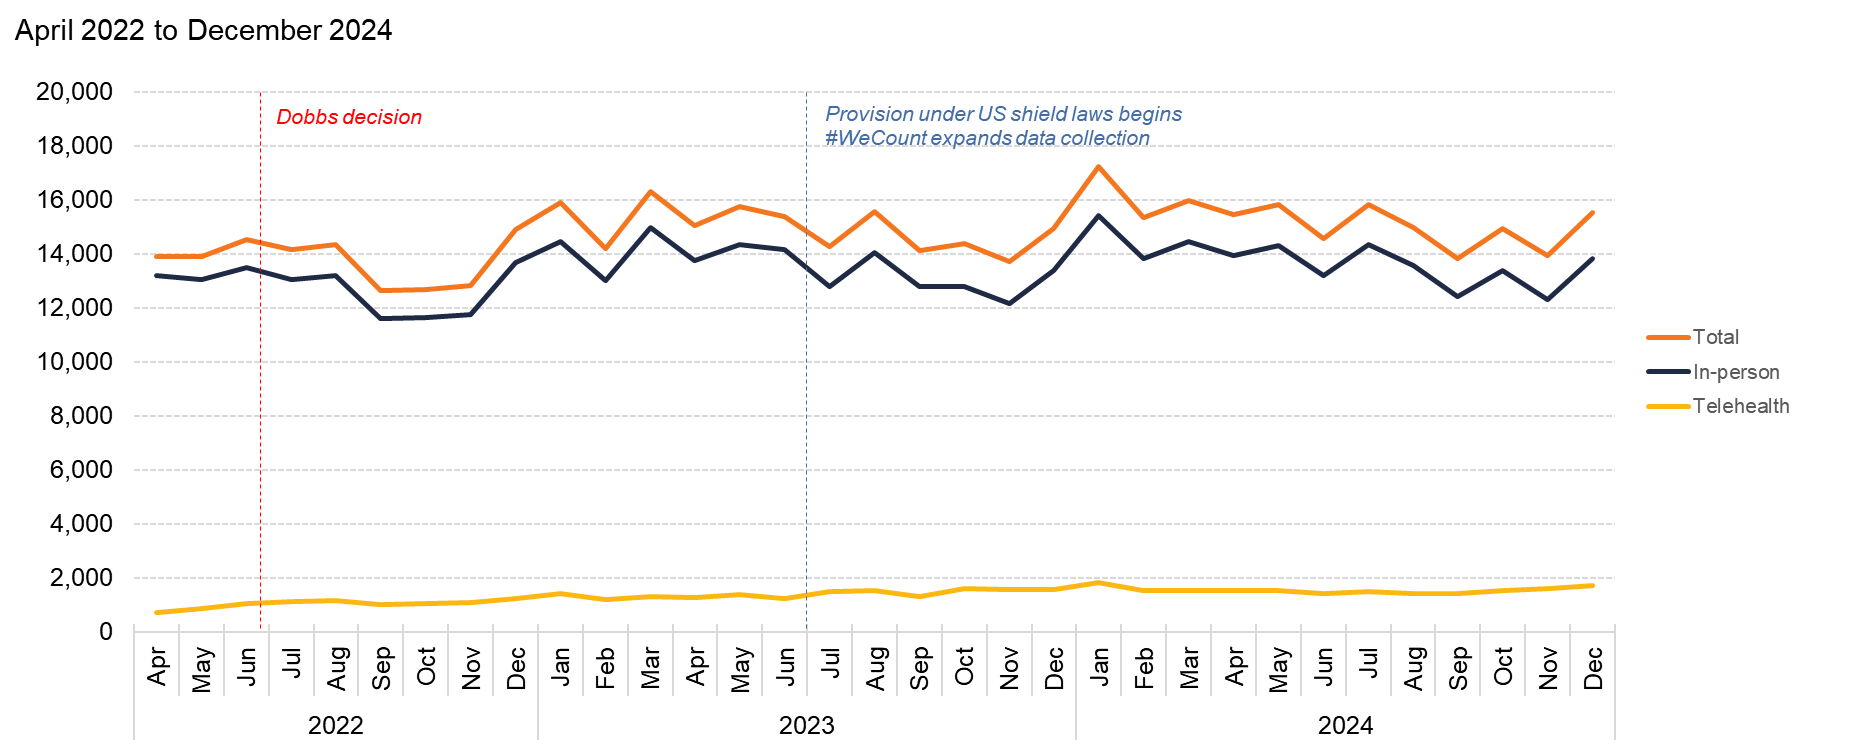 April 2022 to December 2024
20,000
Dobbs decision
Provision under US shield laws begins
#WeCount expands data collection
18,000
16,000
14,000
12,000
10,000
8,000
6,000
4,000
2,000
0
Total
In-person
Telehealth
Apr May Jun Jul Aug Sep Oct Nov Dec Jan Feb Mar Apr May Jun Jul Aug Sep Oct Nov Dec Jan Feb Mar Apr May Jun Jul Aug Sep Oct Nov Dec
2022 2023 2024